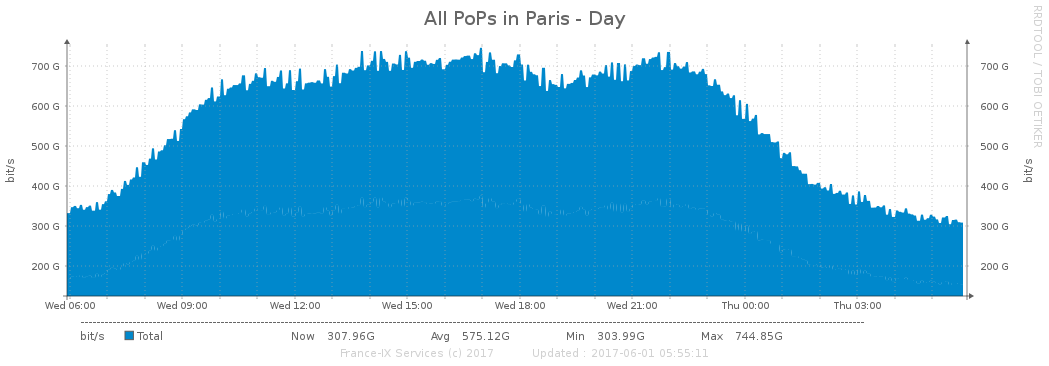 All PoPs in Paris - Day
RRDTOOL / TOBI OETIKER
bit/s
700 G
600 G
500 G
400 G
300 G
200 G
700 G
600 G
500 G
400 G
300 G
200 G
bit/s
Wed 06:00 Wed 09:00 Wed 12:00 Wed 15:00 Wed 18:00 Wed 21:00 Thu 00:00 Thu 03:00
bit/s Total Now 307.96G Avg 575.12G Min 303.99G Max 744.85G
France-IX Services (c) 2017 Updated : 2017-06-01 05:55:11